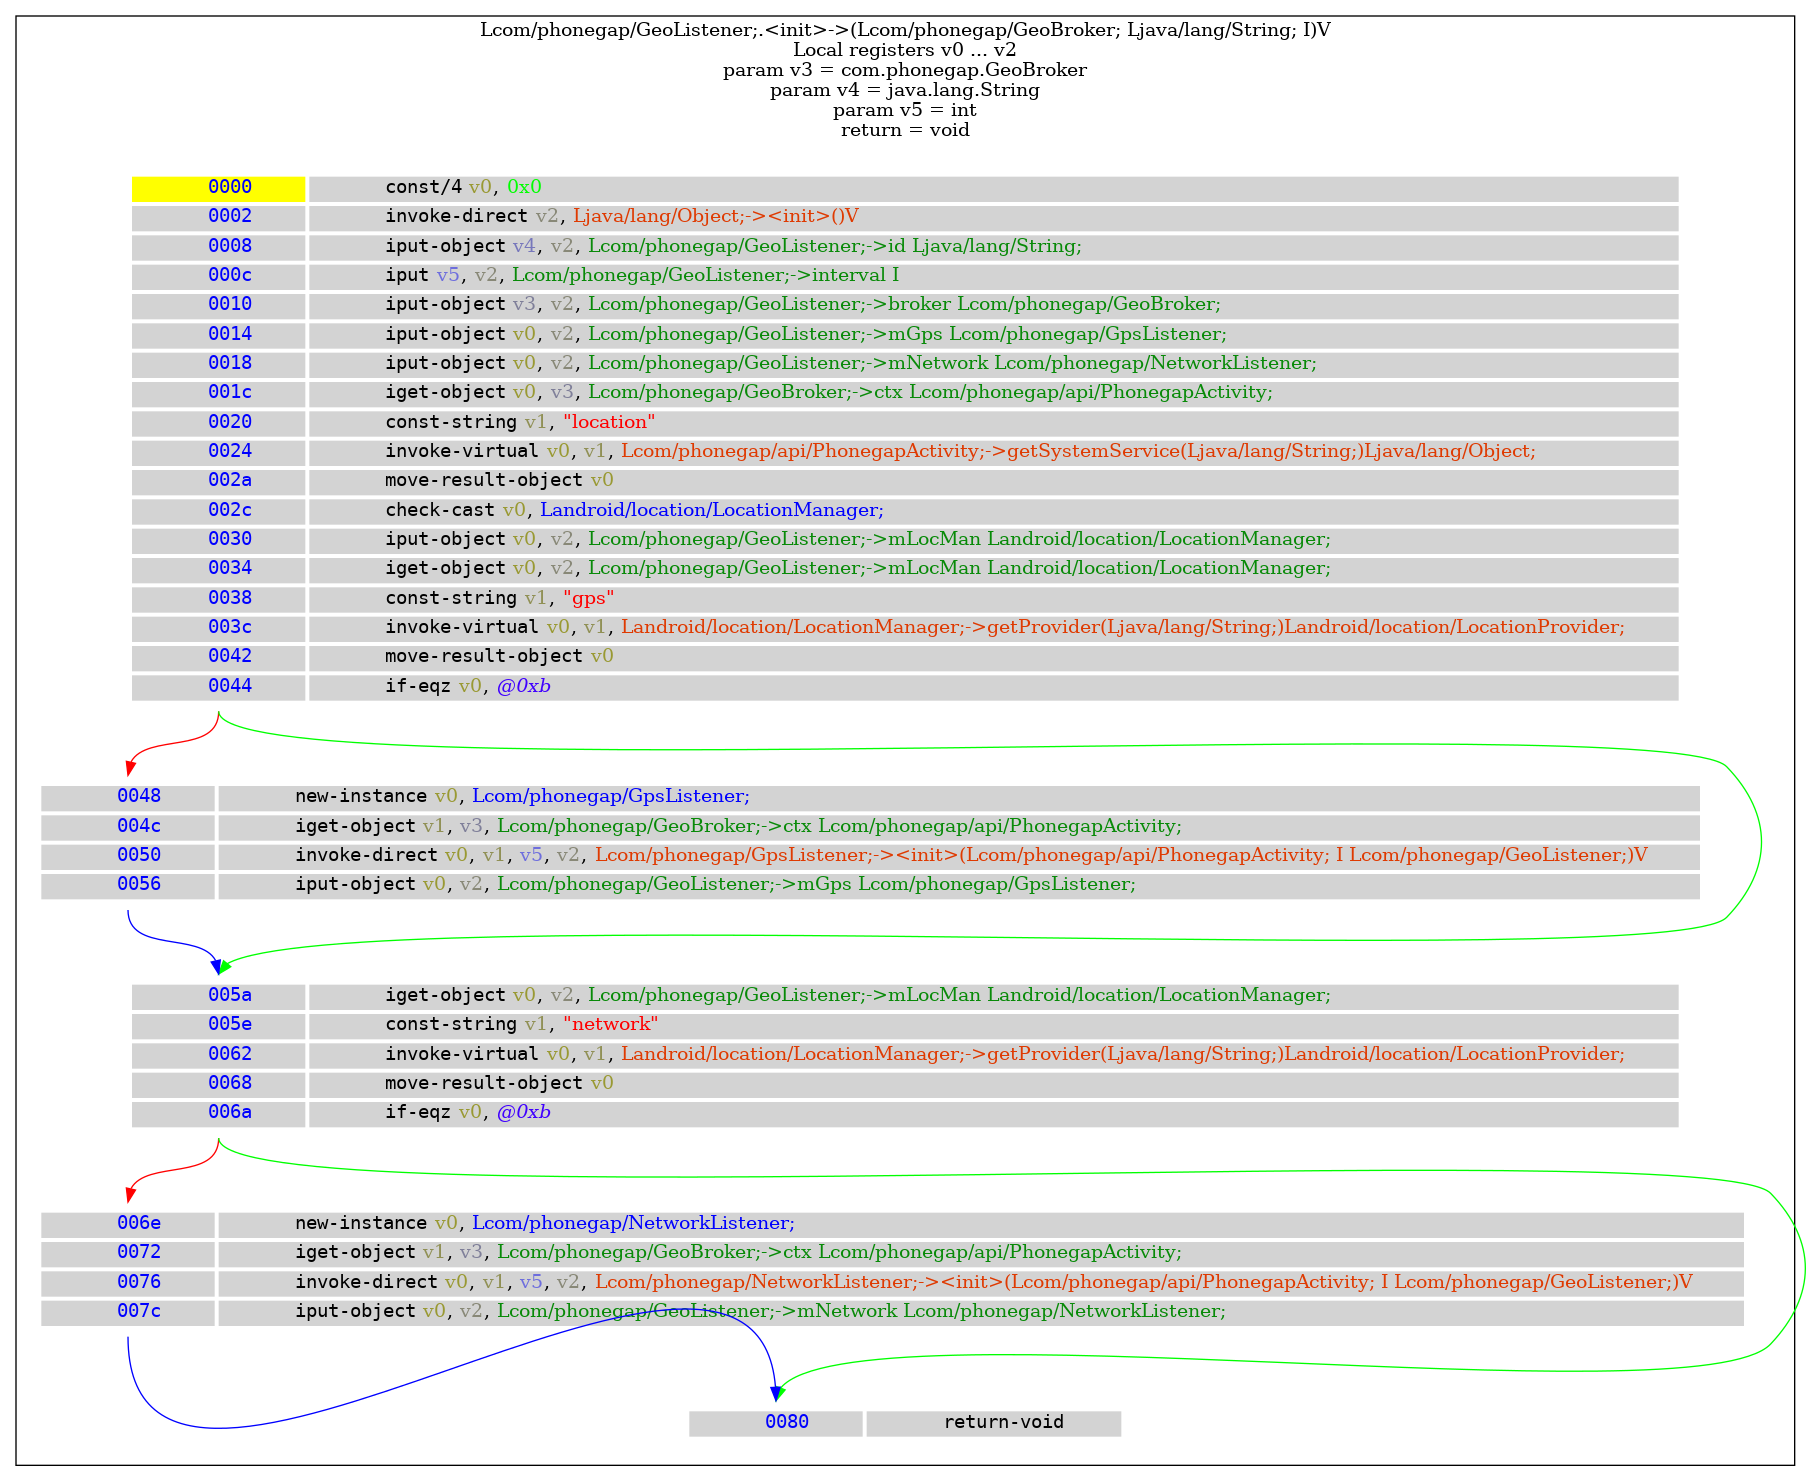 Lcom/phonegap/GeoListener;.<init>->(Lcom/phonegap/GeoBroker; Ljava/lang/String; I)V
Local registers v0 ... v2
param v3 = com.phonegap.GeoBroker
param v4 = java.lang.String
param v5 = int
return = void
0000 const/4 v0, 0x0
0002 invoke-direct v2, Ljava/lang/Object;-><init>()V
0008 iput-object v4, v2, Lcom/phonegap/GeoListener;->id Ljava/lang/String;
000c iput v5, v2, Lcom/phonegap/GeoListener;->interval I
0010 iput-object v3, v2, Lcom/phonegap/GeoListener;->broker Lcom/phonegap/GeoBroker;
0014 iput-object v0, v2, Lcom/phonegap/GeoListener;->mGps Lcom/phonegap/GpsListener;
0018 iput-object v0, v2, Lcom/phonegap/GeoListener;->mNetwork Lcom/phonegap/NetworkListener;
001c iget-object v0, v3, Lcom/phonegap/GeoBroker;->ctx Lcom/phonegap/api/PhonegapActivity;
0020 const-string v1, "location"
0024 invoke-virtual v0, v1, Lcom/phonegap/api/PhonegapActivity;->getSystemService(Ljava/lang/String;)Ljava/lang/Object;
002a move-result-object v0
002c check-cast v0, Landroid/location/LocationManager;
0030 iput-object v0, v2, Lcom/phonegap/GeoListener;->mLocMan Landroid/location/LocationManager;
0034 iget-object v0, v2, Lcom/phonegap/GeoListener;->mLocMan Landroid/location/LocationManager;
0038 const-string v1, "gps"
003c invoke-virtual v0, v1, Landroid/location/LocationManager;->getProvider(Ljava/lang/String;)Landroid/location/LocationProvider;
0042 move-result-object v0
0044 if-eqz v0, @0xb
0048 new-instance v0, Lcom/phonegap/GpsListener;
004c iget-object v1, v3, Lcom/phonegap/GeoBroker;->ctx Lcom/phonegap/api/PhonegapActivity;
0050 invoke-direct v0, v1, v5, v2, Lcom/phonegap/GpsListener;-><init>(Lcom/phonegap/api/PhonegapActivity; I Lcom/phonegap/GeoListener;)V
0056 iput-object v0, v2, Lcom/phonegap/GeoListener;->mGps Lcom/phonegap/GpsListener;
005a iget-object v0, v2, Lcom/phonegap/GeoListener;->mLocMan Landroid/location/LocationManager;
005e const-string v1, "network"
0062 invoke-virtual v0, v1, Landroid/location/LocationManager;->getProvider(Ljava/lang/String;)Landroid/location/LocationProvider;
0068 move-result-object v0
006a if-eqz v0, @0xb
006e new-instance v0, Lcom/phonegap/NetworkListener;
0072 iget-object v1, v3, Lcom/phonegap/GeoBroker;->ctx Lcom/phonegap/api/PhonegapActivity;
0076 invoke-direct v0, v1, v5, v2, Lcom/phonegap/NetworkListener;-><init>(Lcom/phonegap/api/PhonegapActivity; I Lcom/phonegap/GeoListener;)V
007c iput-object v0, v2, Lcom/phonegap/GeoListener;->mNetwork Lcom/phonegap/NetworkListener;
0080 return-void